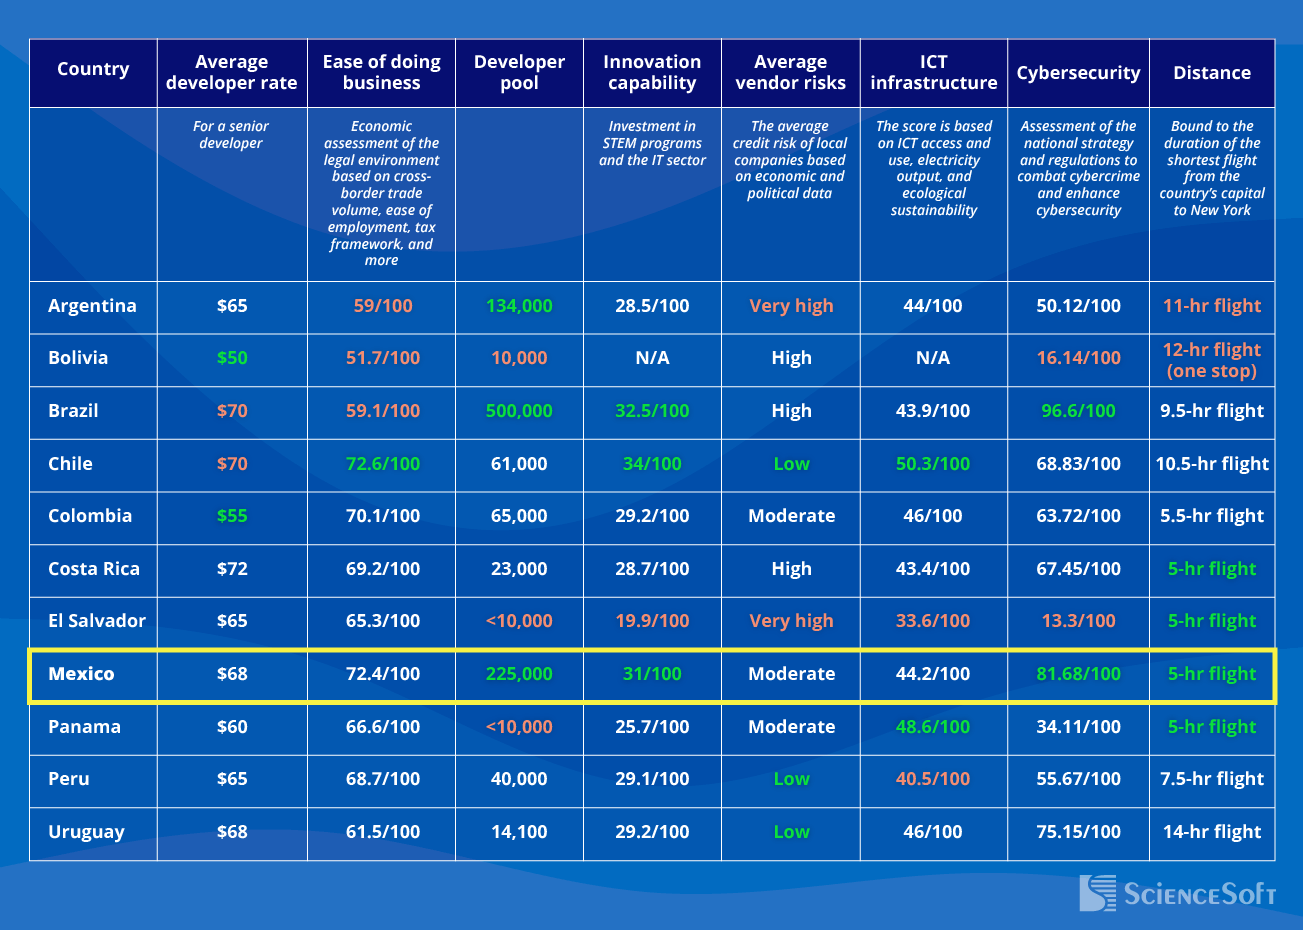 Country | Average developer rate | Ease of doing business | Developer pool | Innovation capability | Average vendor risks | ICT infrastructure | Cybersecurity | Distance
For a senior developer | Economic assessment of the legal environment based on cross-border trade volume, ease of employment, tax framework, and more | Investment in STEM programs and the IT sector | The average credit risk of local companies based on economic and political data | The score is based on ICT access and use, electricity output, and ecological sustainability | Assessment of the national strategy and regulations to combat cybercrime and enhance cybersecurity | Bound to the duration of the shortest flight from the country's capital to New York
Argentina | $65 | 59/100 | 134,000 | 28.5/100 | Very high | 44/100 | 50.12/100 | 11-hr flight
Bolivia | $50 | 51.7/100 | 10,000 | N/A | High | N/A | 16.14/100 | 12-hr flight (one stop)
Brazil | $70 | 59.1/100 | 500,000 | 32.5/100 | High | 43.9/100 | 96.6/100 | 9.5-hr flight
Chile | $70 | 72.6/100 | 61,000 | 34/100 | Low | 50.3/100 | 68.83/100 | 10.5-hr flight
Colombia | $55 | 70.1/100 | 65,000 | 29.2/100 | Moderate | 46/100 | 63.72/100 | 5.5-hr flight
Costa Rica | $72 | 69.2/100 | 23,000 | 28.7/100 | High | 43.4/100 | 67.45/100 | 5-hr flight
El Salvador | $65 | 65.3/100 | <10,000 | 19.9/100 | Very high | 33.6/100 | 13.3/100 | 5-hr flight
Mexico | $68 | 72.4/100 | 225,000 | 31/100 | Moderate | 44.2/100 | 81.68/100 | 5-hr flight
Panama | $60 | 66.6/100 | <10,000 | 25.7/100 | Moderate | 48.6/100 | 34.11/100 | 5-hr flight
Peru | $65 | 68.7/100 | 40,000 | 29.1/100 | Low | 40.5/100 | 55.67/100 | 7.5-hr flight
Uruguay | $68 | 61.5/100 | 14,100 | 29.2/100 | Low | 46/100 | 75.15/100 | 14-hr flight
ScienceSoft